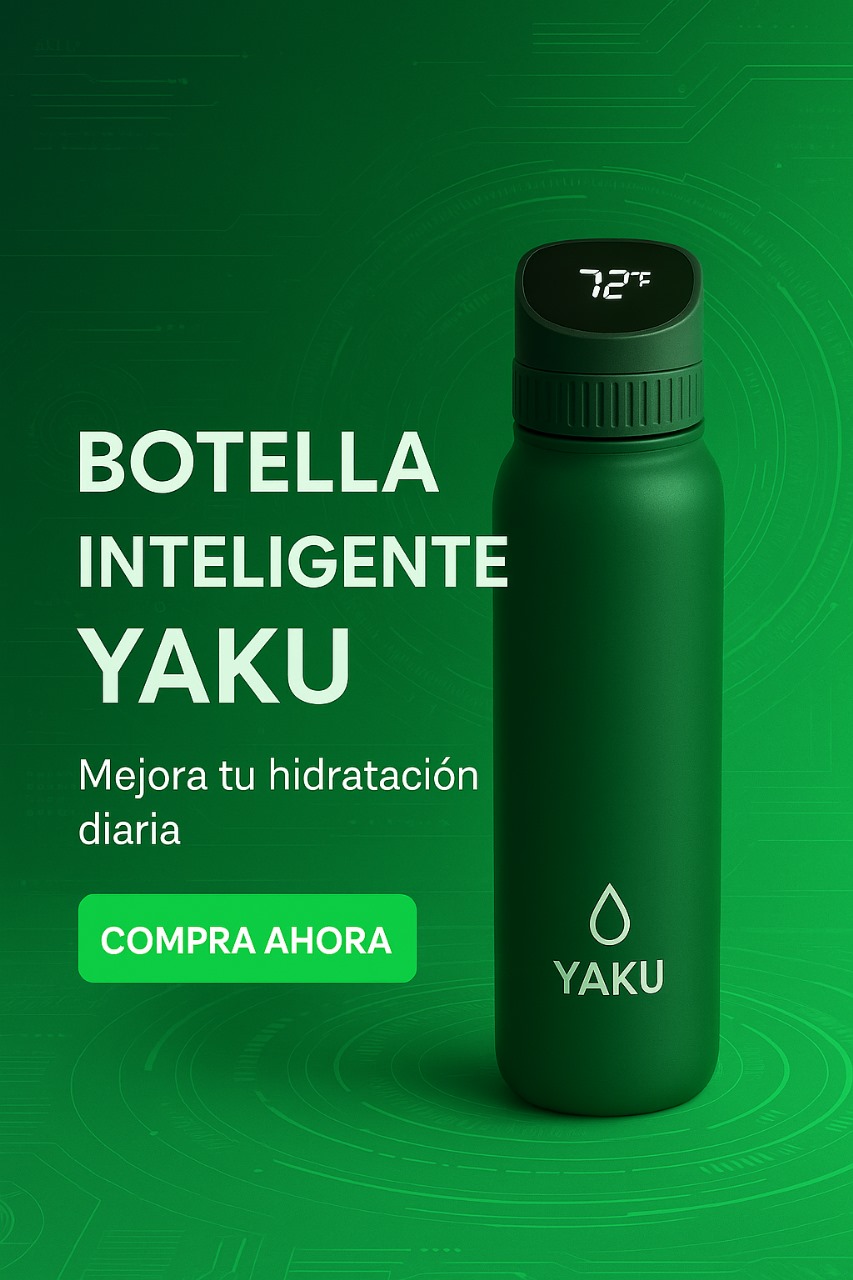 72°F
BOTELLA
INTELIGENTE
YAKU
Mejora tu hidratación
diaria
COMPRA AHORA
YAKU